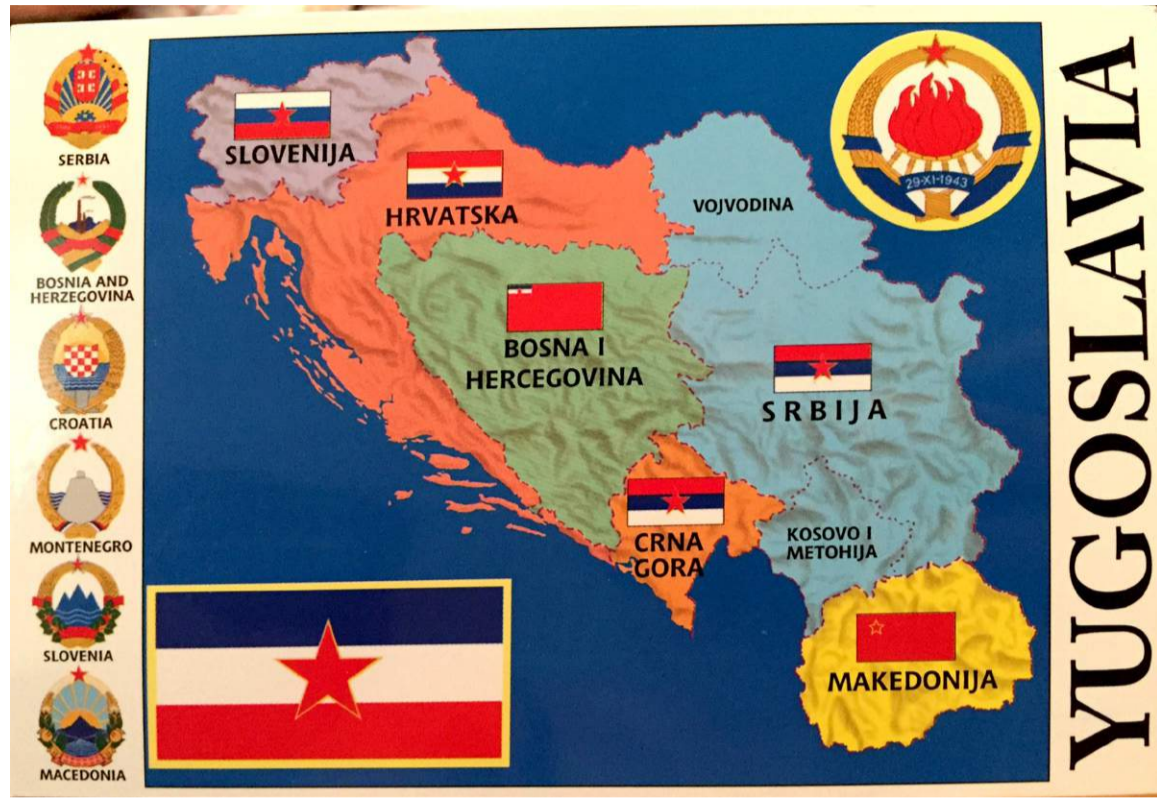 SERBIA
BOSNIA AND
HERZEGOVINA
CROATIA
MONTENEGRO
SLOVENIA
MACEDONIA
SLOVENIJA
HRVATSKA
VOJVODINA
BOSNA I
HERCEGOVINA
SRBIJA
CRNA
GORA
KOSOVO I
METOHIJA
MAKEDONIJA
29-XI-1943
YUGOSLAVIA